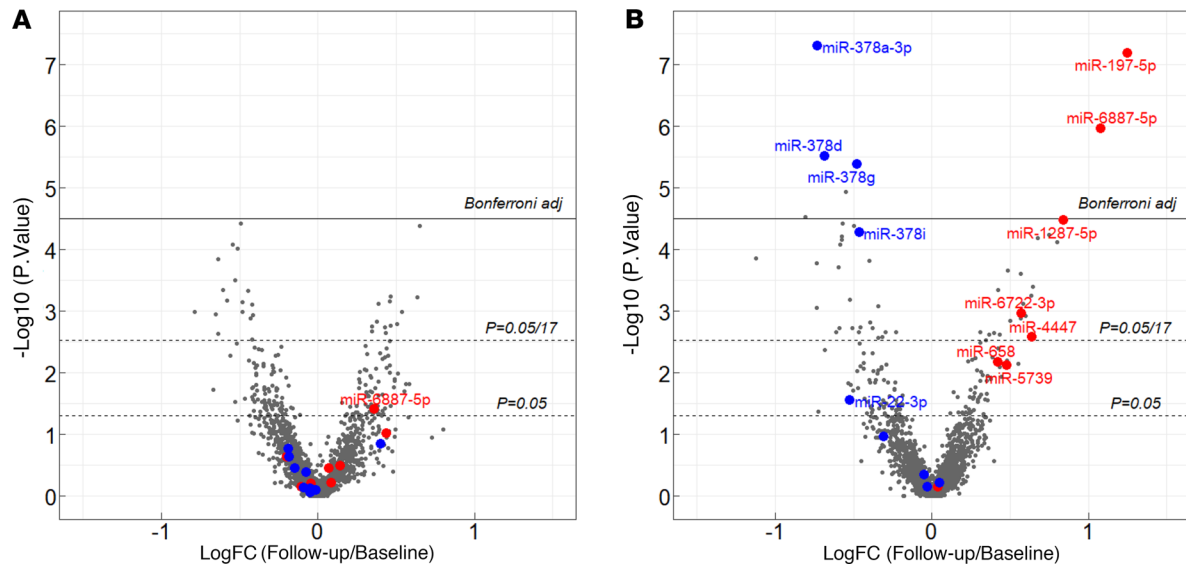 A
7
6
5
4
3
2
1
0
-Log10 (P.Value)
Bonferroni adj
P=0.05/17
P=0.05
miR-6887-5p
-1
0
1
LogFC (Follow-up/Baseline)
B
7
6
5
4
3
2
1
0
-Log10 (P.Value)
miR-378a-3p
miR-197-5p
miR-6887-5p
miR-378d
miR-378g
Bonferroni adj
miR-1287-5p
miR-378i
miR-6722-3p
miR-4447
P=0.05/17
miR-658
miR-5739
miR-22-3p
P=0.05
-1
0
1
LogFC (Follow-up/Baseline)